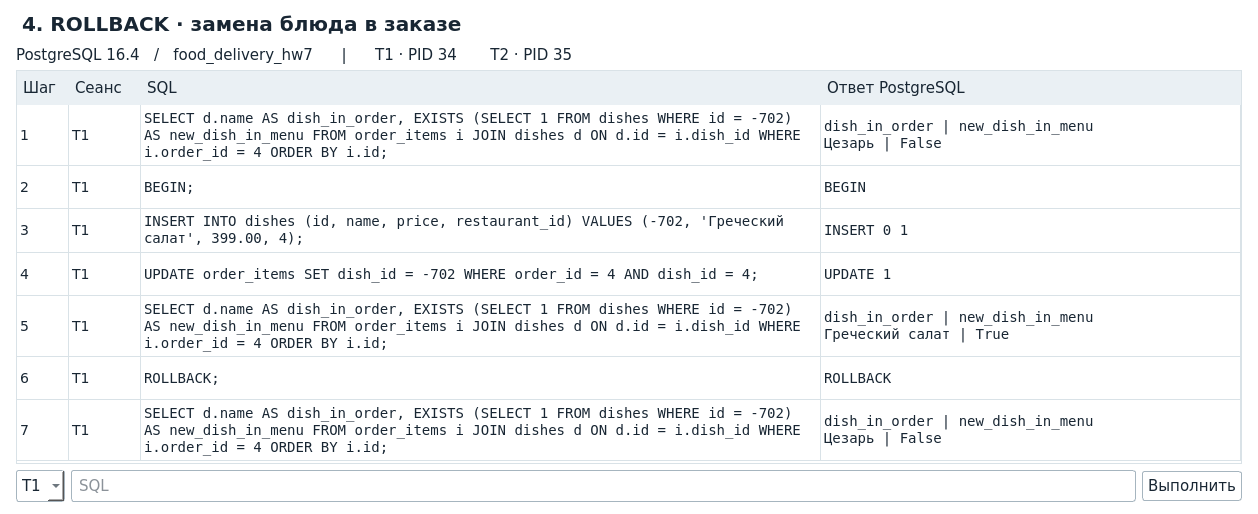 4. ROLLBACK · замена блюда в заказе
PostgreSQL 16.4 / food_delivery_hw7 | T1 · PID 34 T2 · PID 35
Шаг Сеанс SQL Ответ PostgreSQL
1 T1 SELECT d.name AS dish_in_order, EXISTS (SELECT 1 FROM dishes WHERE id = -702)
AS new_dish_in_menu FROM order_items i JOIN dishes d ON d.id = i.dish_id WHERE
i.order_id = 4 ORDER BY i.id;
dish_in_order | new_dish_in_menu
Цезарь | False
2 T1 BEGIN; BEGIN
3 T1 INSERT INTO dishes (id, name, price, restaurant_id) VALUES (-702, 'Греческий
салат', 399.00, 4);
INSERT 0 1
4 T1 UPDATE order_items SET dish_id = -702 WHERE order_id = 4 AND dish_id = 4; UPDATE 1
5 T1 SELECT d.name AS dish_in_order, EXISTS (SELECT 1 FROM dishes WHERE id = -702)
AS new_dish_in_menu FROM order_items i JOIN dishes d ON d.id = i.dish_id WHERE
i.order_id = 4 ORDER BY i.id;
dish_in_order | new_dish_in_menu
Греческий салат | True
6 T1 ROLLBACK; ROLLBACK
7 T1 SELECT d.name AS dish_in_order, EXISTS (SELECT 1 FROM dishes WHERE id = -702)
AS new_dish_in_menu FROM order_items i JOIN dishes d ON d.id = i.dish_id WHERE
i.order_id = 4 ORDER BY i.id;
dish_in_order | new_dish_in_menu
Цезарь | False
T1 SQL Выполнить